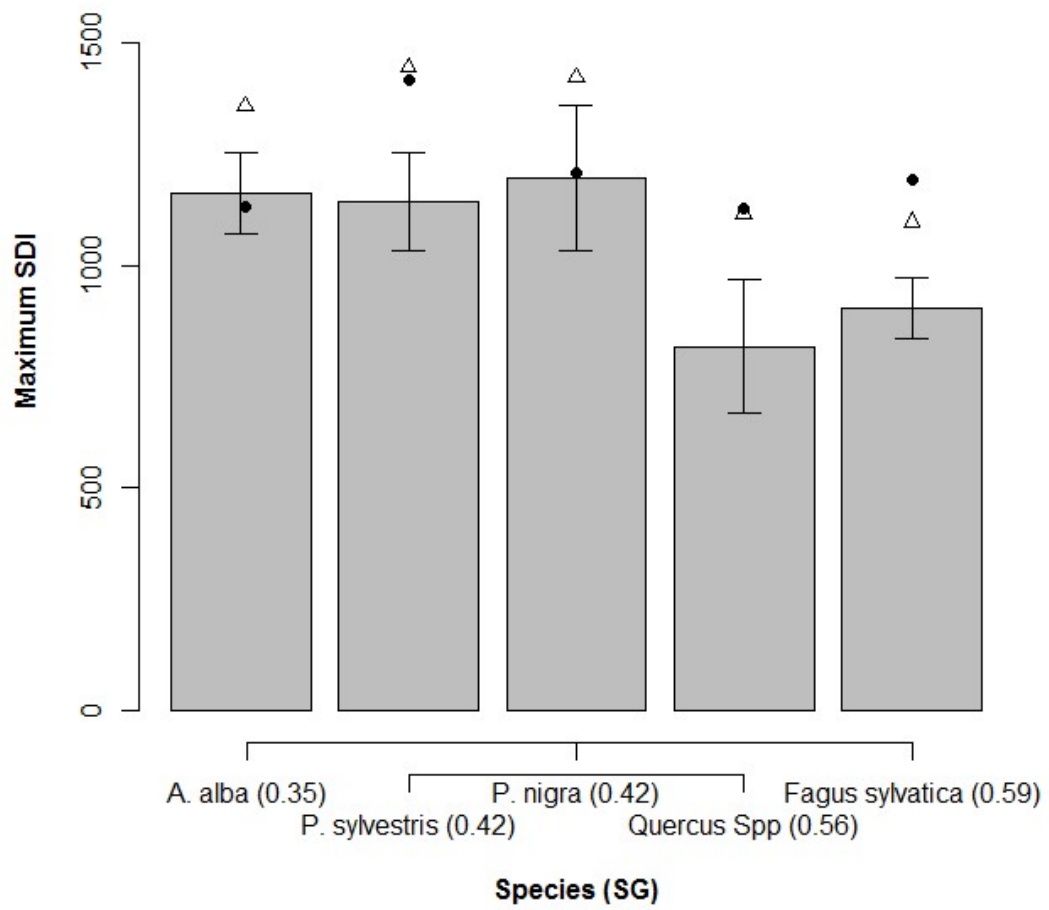 1500
1000
500
0
Maximum SDI
A. alba (0.35) P. nigra (0.42) Fagus sylvatica (0.59)
P. sylvestris (0.42) Quercus Spp (0.56)
Species (SG)